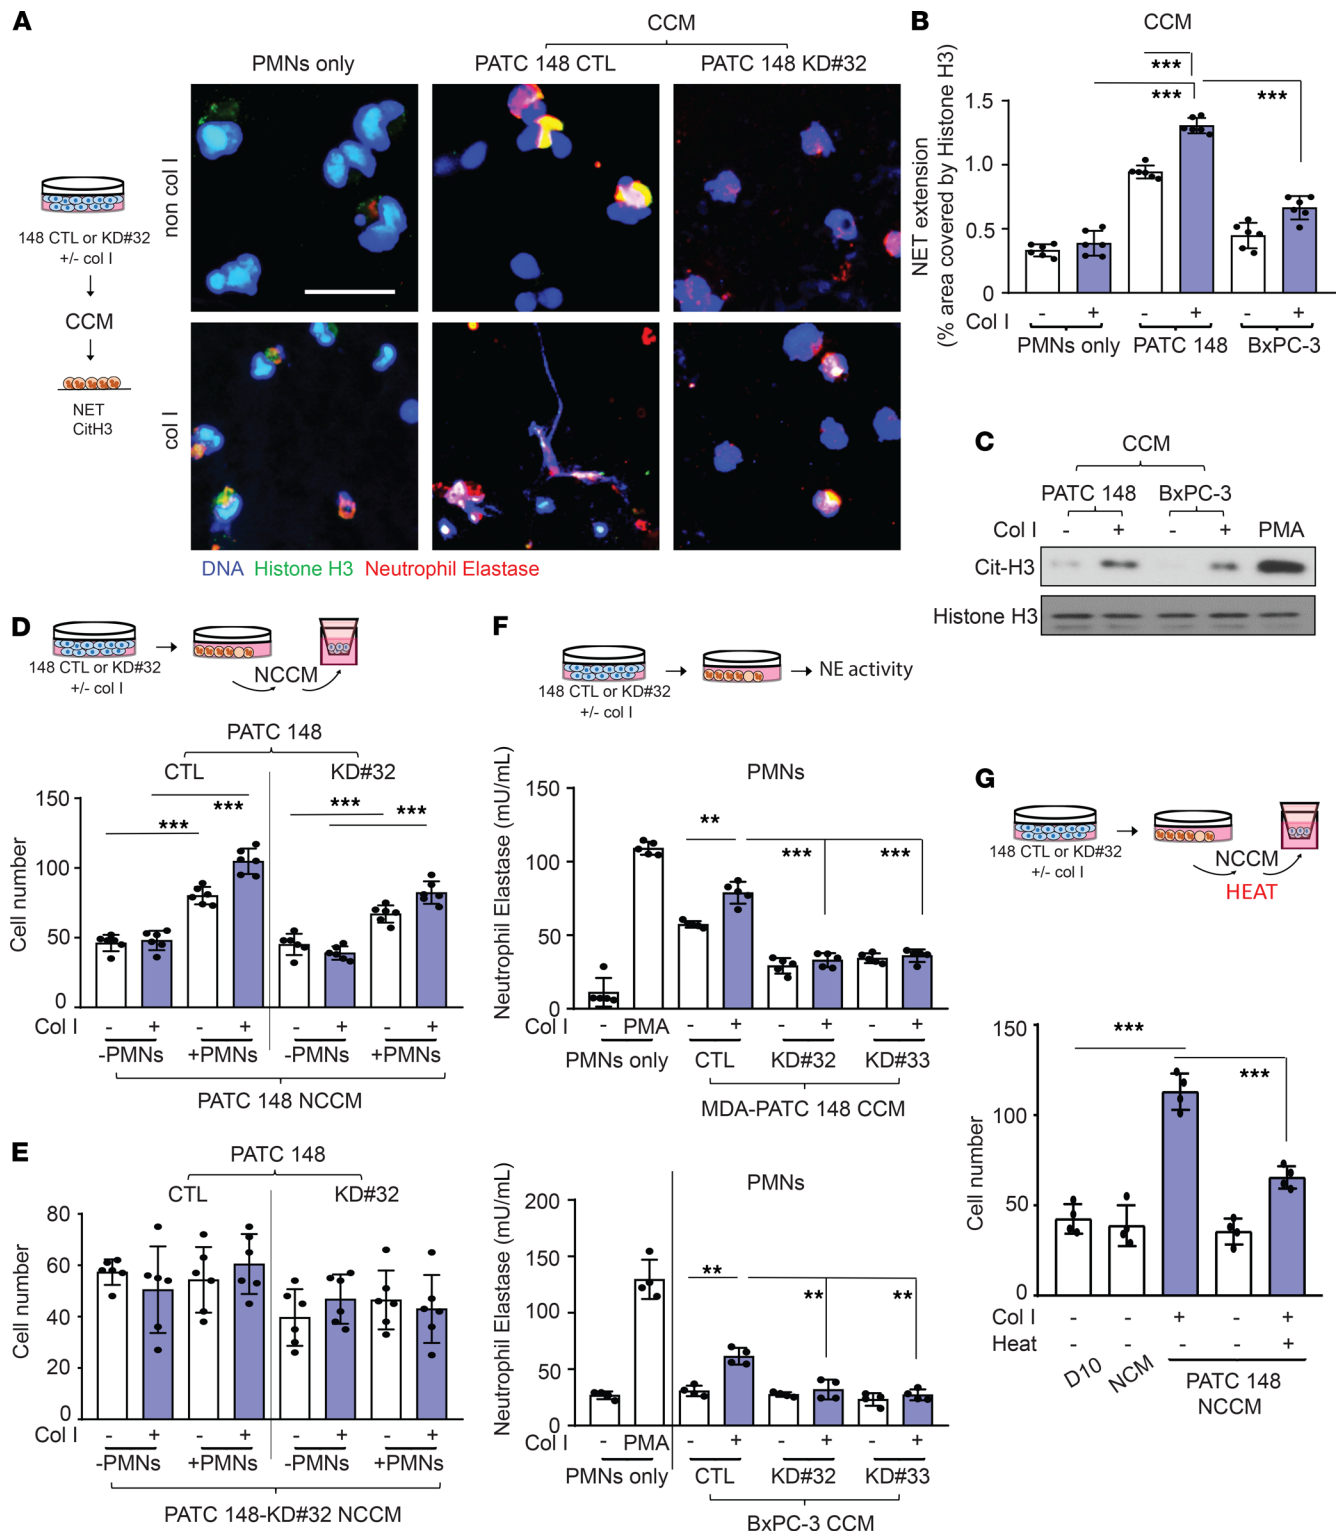 A
CCM
PMNs only
PATC 148 CTL
PATC 148 KD#32
non col I
col I
148 CTL or KD#32
+/- col I
CCM
NET
CitH3
DNA Histone H3 Neutrophil Elastase
B
CCM
NET extension
(% area covered by Histone H3)
***
***
***
1.5
1.0
0.5
0
Col I - + - + - +
PMNs only PATC 148 BxPC-3
C
CCM
PATC 148 BxPC-3
Col I - + - + PMA
Cit-H3
Histone H3
D
148 CTL or KD#32
+/- col I
NCCM
PATC 148
CTL KD#32
Cell number
150
100
50
0
***
***
***
***
Col I - + - + - + - +
-PMNs +PMNs -PMNs +PMNs
PATC 148 NCCM
E
PATC 148
CTL KD#32
Cell number
80
60
40
20
0
Col I - + - + - + - +
-PMNs +PMNs -PMNs +PMNs
PATC 148-KD#32 NCCM
F
148 CTL or KD#32
+/- col I
NE activity
PMNs
Neutrophil Elastase (mU/mL)
150
100
50
0
**
***
***
Col I - PMA - + - + - +
PMNs only CTL KD#32 KD#33
MDA-PATC 148 CCM
PMNs
Neutrophil Elastase (mU/mL)
200
150
100
50
0
**
**
**
Col I - PMA - + - + - +
PMNs only CTL KD#32 KD#33
BxPC-3 CCM
G
148 CTL or KD#32
+/- col I
NCCM
HEAT
Cell number
150
100
50
0
***
***
Col I - - + - +
Heat - - - - +
D10 NCM PATC 148
NCCM